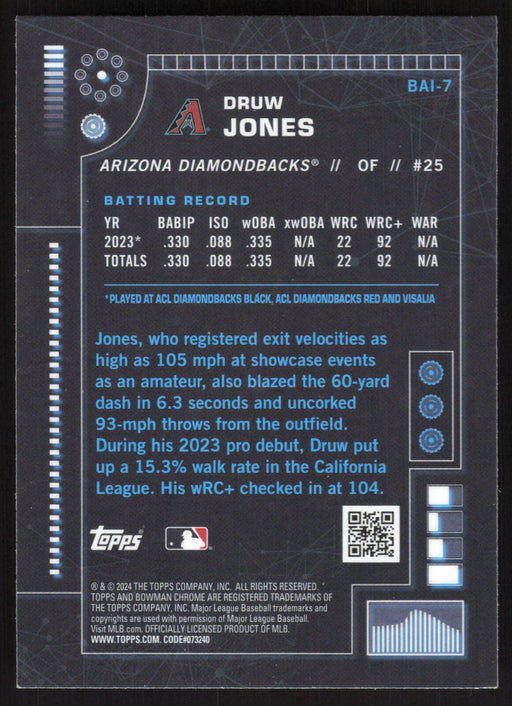 BAI-7
DRUW
JONES
ARIZONA DIAMONDBACKS® // OF // #25
BATTING RECORD
YR BABIP ISO wOBA xwOBA WRC WRC+ WAR
2023* .330 .088 .335 N/A 22 92 N/A
TOTALS .330 .088 .335 N/A 22 92 N/A
*PLAYED AT ACL DIAMONDBACKS BLACK, ACL DIAMONDBACKS RED AND VISALIA
Jones, who registered exit velocities as
high as 105 mph at showcase events
as an amateur, also blazed the 60-yard
dash in 6.3 seconds and uncorked
93-mph throws from the outfield.
During his 2023 pro debut, Druw put
up a 15.3% walk rate in the California
League. His wRC+ checked in at 104.
topps®
® & © 2024 THE TOPPS COMPANY, INC. ALL RIGHTS RESERVED.
TOPPS AND BOWMAN CHROME ARE REGISTERED TRADEMARKS OF
THE TOPPS COMPANY, INC. Major League Baseball trademarks and
copyrights are used with permission of Major League Baseball.
Visit MLB.com. OFFICIALLY LICENSED PRODUCT OF MLB.
WWW.TOPPS.COM. CODE#073240